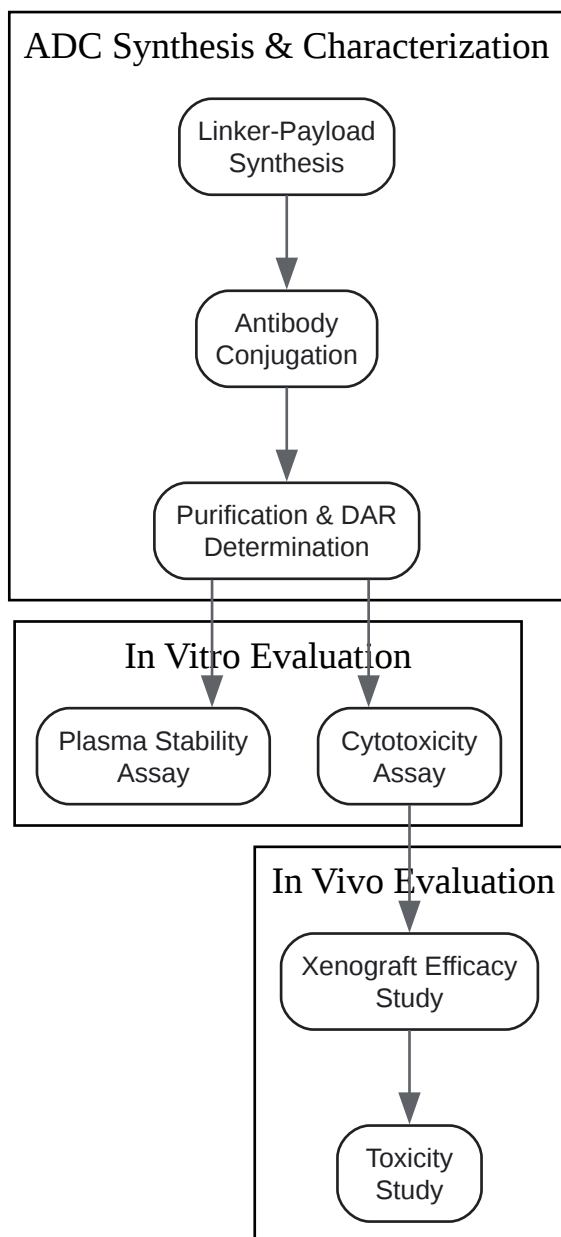 ADC Synthesis & Characterization
Linker-Payload
Synthesis
Antibody
Conjugation
Purification & DAR
Determination
In Vitro Evaluation
Plasma Stability
Assay
Cytotoxicity
Assay
In Vivo Evaluation
Xenograft Efficacy
Study
Toxicity
Study